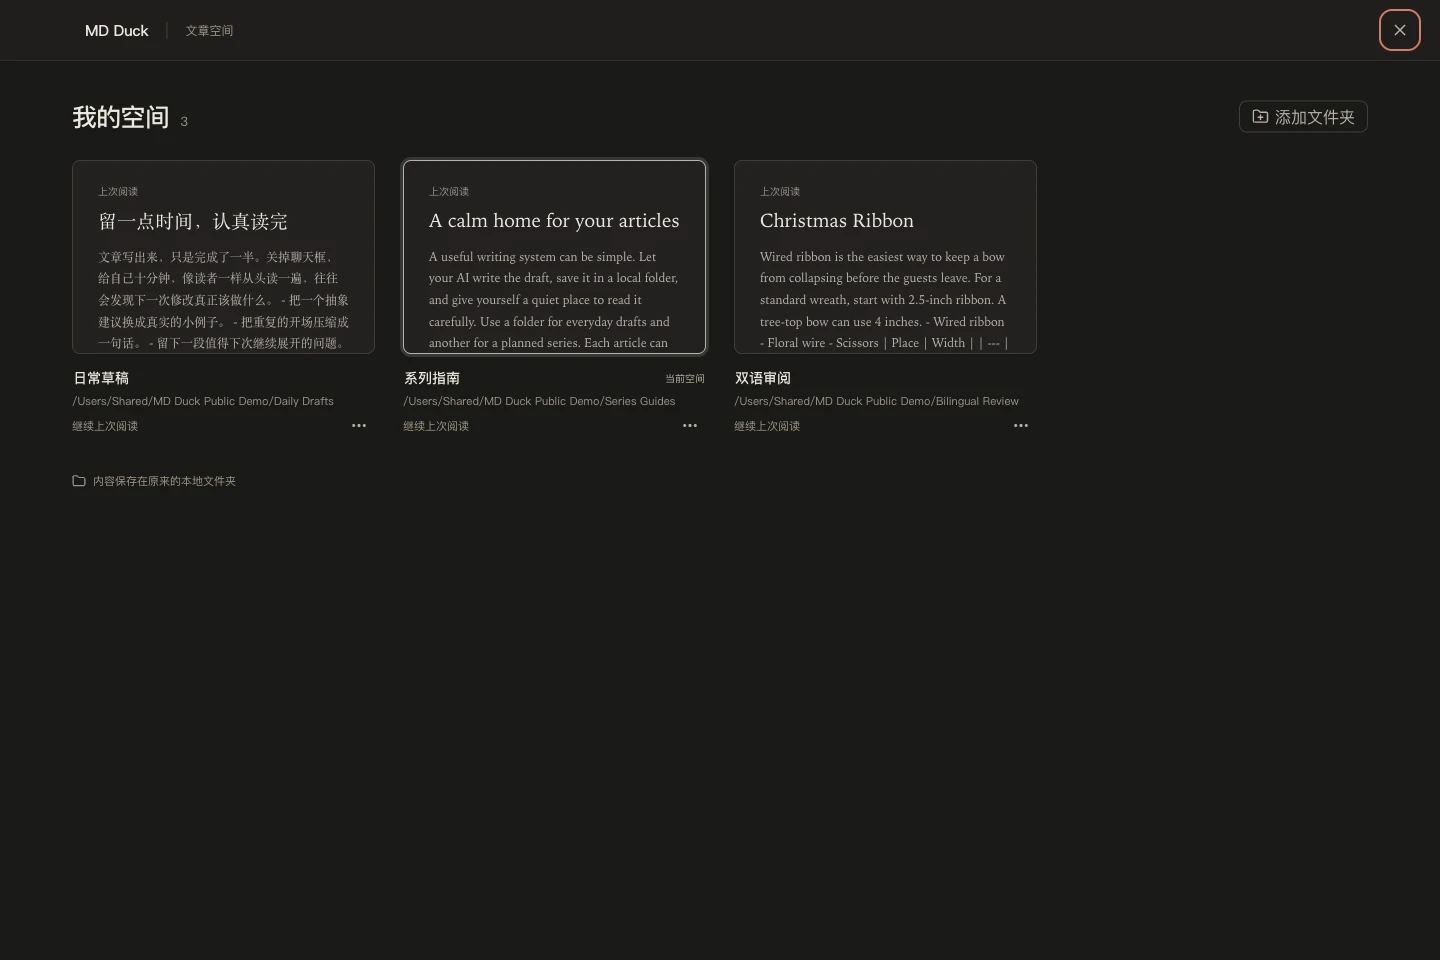 MD Duck
文章空间
我的空间 3
添加文件夹
上次阅读
留一点时间，认真读完
文章写出来，只是完成了一半。关掉聊天框，
给自己十分钟，像读者一样从头读一遍，往往
会发现下一次修改真正该做什么。 - 把一个抽象
建议换成真实的小例子。 - 把重复的开场压缩成
一句话。 - 留下一段值得下次继续展开的问题。
日常草稿
/Users/Shared/MD Duck Public Demo/Daily Drafts
继续上次阅读
上次阅读
A calm home for your articles
A useful writing system can be simple. Let
your AI write the draft, save it in a local folder,
and give yourself a quiet place to read it
carefully. Use a folder for everyday drafts and
another for a planned series. Each article can
系列指南
当前空间
/Users/Shared/MD Duck Public Demo/Series Guides
继续上次阅读
上次阅读
Christmas Ribbon
Wired ribbon is the easiest way to keep a bow
from collapsing before the guests leave. For a
standard wreath, start with 2.5-inch ribbon. A
tree-top bow can use 4 inches. - Wired ribbon
- Floral wire - Scissors | Place | Width | | --- |
双语审阅
/Users/Shared/MD Duck Public Demo/Bilingual Review
继续上次阅读
内容保存在原来的本地文件夹